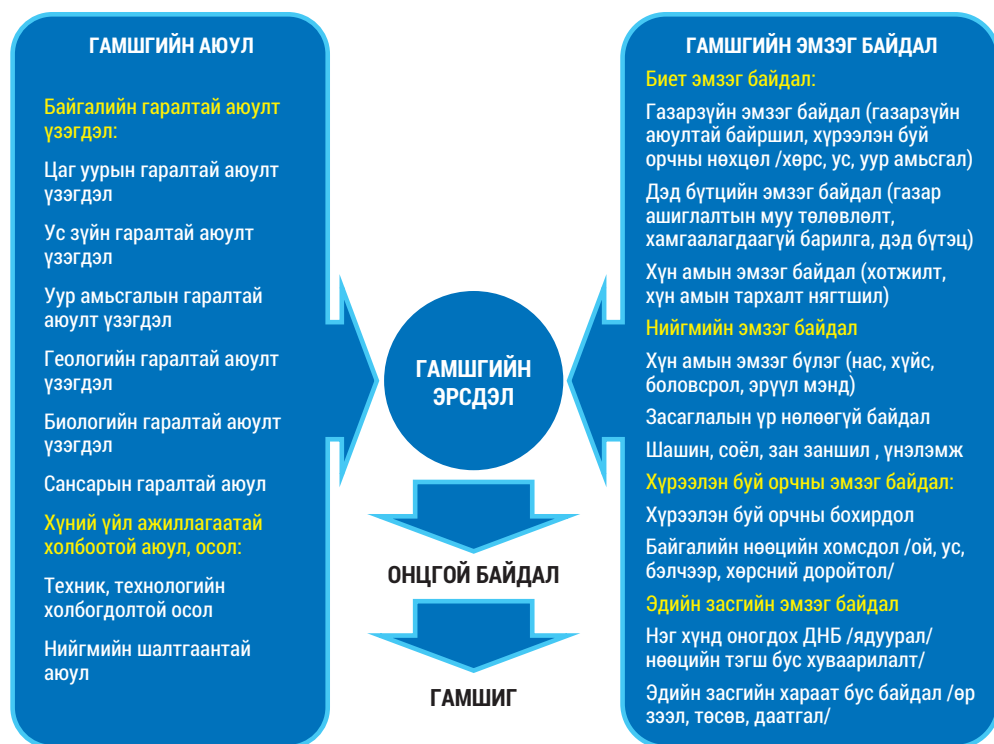 ГАМШГИЙН АЮУЛ
Байгалийн гаралтай аюулт
үзэгдэл:
Цаг уурын гаралтай аюулт
үзэгдэл
Ус зүйн гаралтай аюулт
үзэгдэл
Уур амьсгалын гаралтай
аюулт үзэгдэл
Геологийн гаралтай аюулт
үзэгдэл
Биологийн гаралтай аюулт
үзэгдэл
Сансарын гаралтай аюул
Хүний үйл ажиллагаатай
холбоотой аюул, осол:
Техник, технологийн
холбогдолтой осол
Нийгмийн шалтгаантай
аюул
ГАМШГИЙН
ЭРСДЭЛ
ОНЦГОЙ БАЙДАЛ
ГАМШИГ
ГАМШГИЙН ЭМЗЭГ БАЙДАЛ
Биет эмзэг байдал:
Газарзүйн эмзэг байдал (газарзүйн
аюултай байршил, хүрээлэн буй
орчны нөхцөл /хөрс, ус, уур амьсгал)
Дэд бүтцийн эмзэг байдал (газар
ашиглалтын муу төлөвлөлт,
хамгаалагдаагүй барилга, дэд бүтэц)
Хүн амын эмзэг байдал (хотжилт,
хүн амын тархалт нягтшил)
Нийгмийн эмзэг байдал
Хүн амын эмзэг бүлэг (нас, хүйс,
боловсрол, эрүүл мэнд)
Засаглалын үр нөлөөгүй байдал
Шашин, соёл, зан заншил , үнэлэмж
Хүрээлэн буй орчны эмзэг байдал:
Хүрээлэн буй орчны бохирдол
Байгалийн нөөцийн хомсдол /ой, ус,
бэлчээр, хөрсний доройтол/
Эдийн засгийн эмзэг байдал
Нэг хүнд оногдох ДНБ /ядуурал/
нөөцийн тэгш бус хуваарилалт/
Эдийн засгийн хараат бус байдал /өр
зээл, төсөв, даатгал/